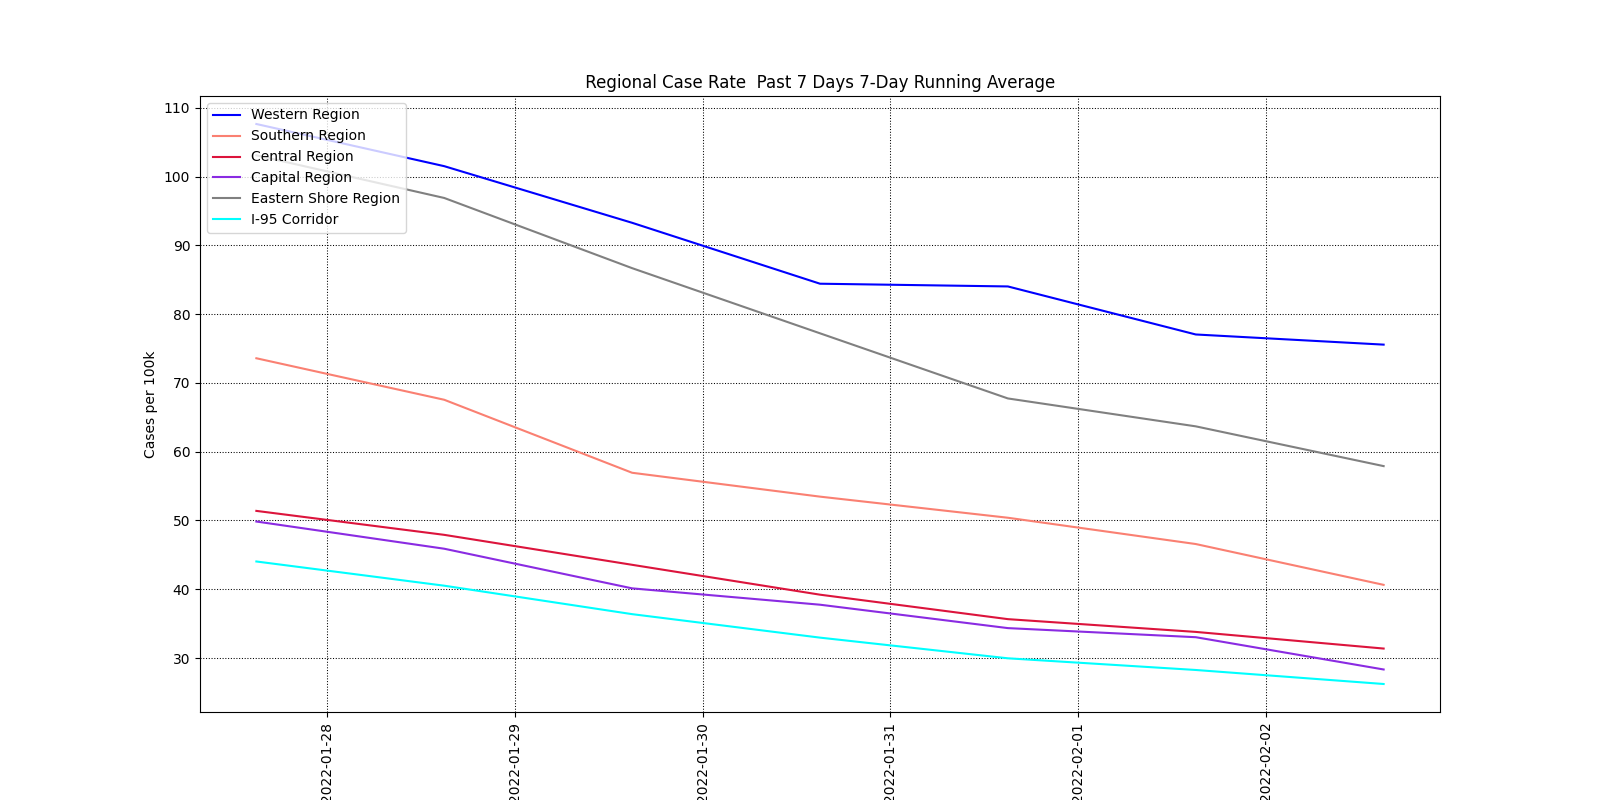 Regional Case Rate  Past 7 Days 7-Day Running Average
110
100
90
80
70
60
50
40
30
Cases per 100k
Western Region
Southern Region
Central Region
Capital Region
Eastern Shore Region
I-95 Corridor
2022-01-28
2022-01-29
2022-01-30
2022-01-31
2022-02-01
2022-02-02